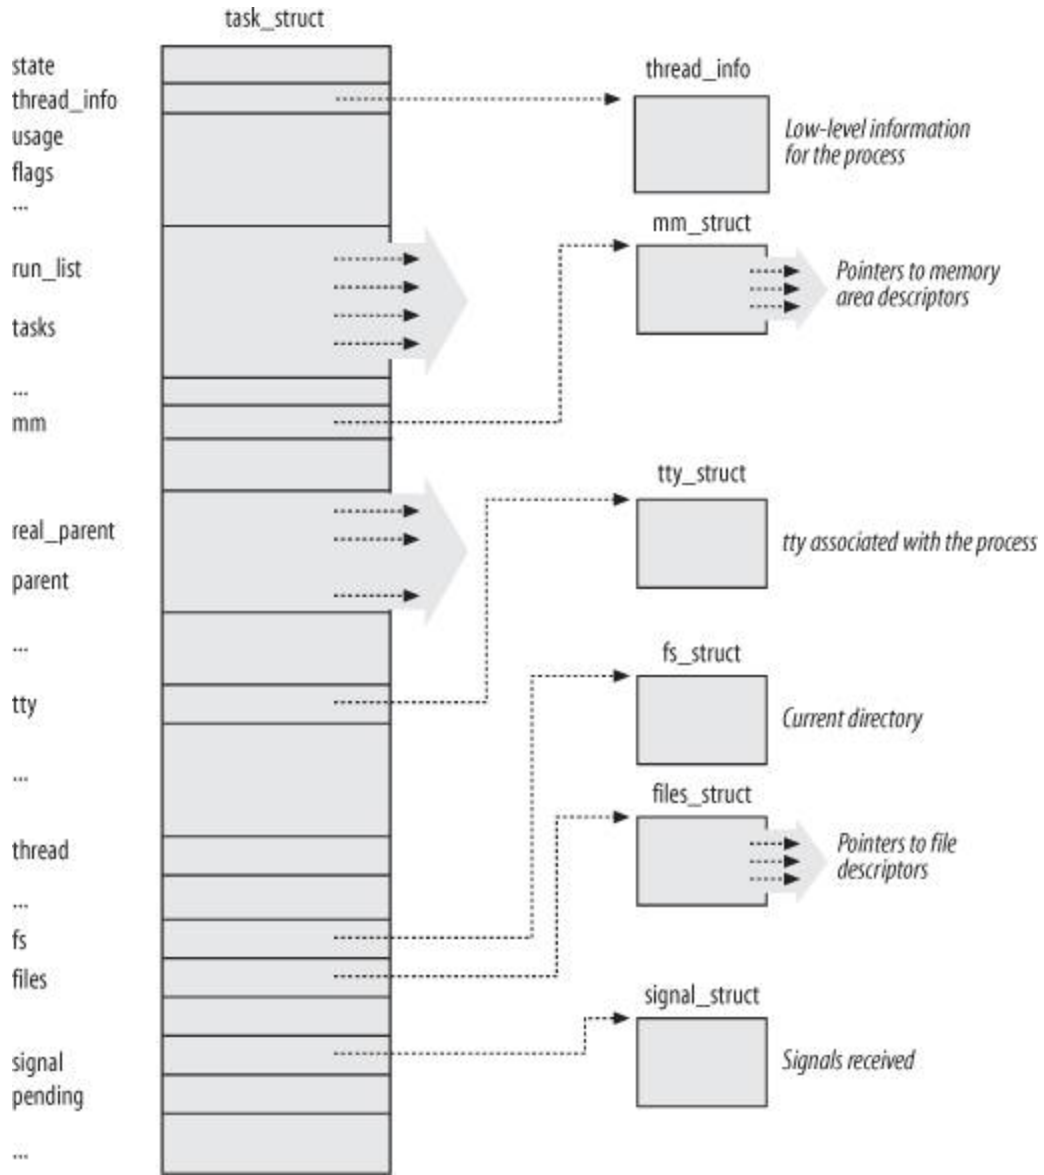 task_struct
state
thread_info
usage
flags
...
run_list
tasks
...
mm
real_parent
parent
...
tty
...
thread
...
fs
files
signal
pending
...
thread_info
Low-level information
for the process
mm_struct
Pointers to memory
area descriptors
tty_struct
tty associated with the process
fs_struct
Current directory
files_struct
Pointers to file
descriptors
signal_struct
Signals received